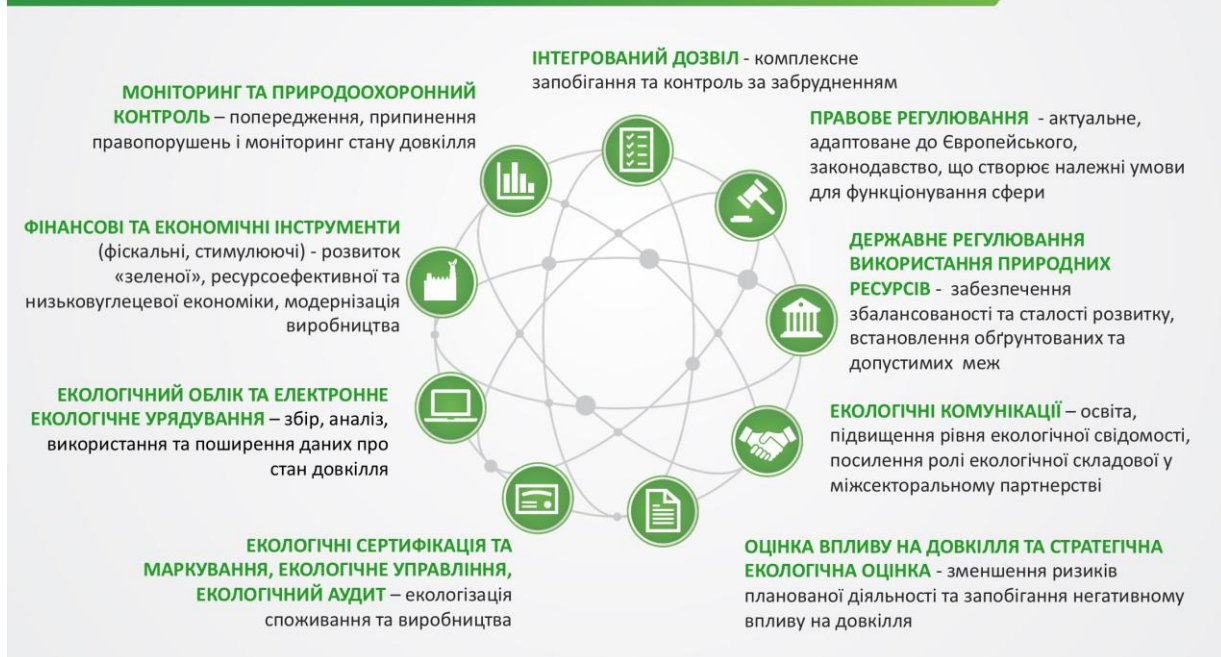 ІНТЕГРОВАНИЙ ДОЗВІЛ - комплексне
запобігання та контроль за забрудненням
МОНІТОРИНГ ТА ПРИРОДООХОРОННИЙ
КОНТРОЛЬ – попередження, припинення
правопорушень і моніторинг стану довкілля
ПРАВОВЕ РЕГУЛЮВАННЯ - актуальне,
адаптоване до Європейського,
законодавство, що створює належні умови
для функціонування сфери
ФІНАНСОВІ ТА ЕКОНОМІЧНІ ІНСТРУМЕНТИ
(фіскальні, стимулюючі) - розвиток
«зеленої», ресурсоефективної та
низьковуглецевої економіки, модернізація
виробництва
ДЕРЖАВНЕ РЕГУЛЮВАННЯ
ВИКОРИСТАННЯ ПРИРОДНИХ
РЕСУРСІВ - забезпечення
збалансованості та сталості розвитку,
встановлення обґрунтованих та
допустимих меж
ЕКОЛОГІЧНИЙ ОБЛІК ТА ЕЛЕКТРОННЕ
ЕКОЛОГІЧНЕ УРЯДУВАННЯ – збір, аналіз,
використання та поширення даних про
стан довкілля
ЕКОЛОГІЧНІ КОМУНІКАЦІЇ – освіта,
підвищення рівня екологічної свідомості,
посилення ролі екологічної складової у
міжсекторальному партнерстві
ЕКОЛОГІЧНІ СЕРТИФІКАЦІЯ ТА
МАРКУВАННЯ, ЕКОЛОГІЧНЕ УПРАВЛІННЯ,
ЕКОЛОГІЧНИЙ АУДИТ – екологізація
споживання та виробництва
ОЦІНКА ВПЛИВУ НА ДОВКІЛЛЯ ТА СТРАТЕГІЧНА
ЕКОЛОГІЧНА ОЦІНКА - зменшення ризиків
планованої діяльності та запобігання негативному
впливу на довкілля